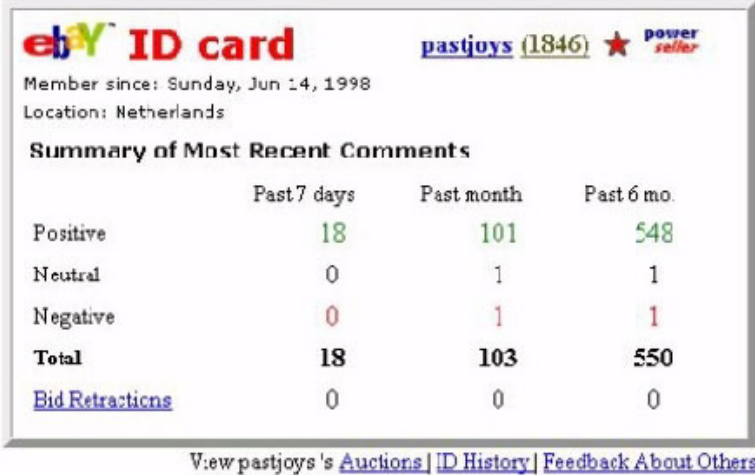 ebY™ ID card pastjoys (1846) power seller
Member since: Sunday, Jun 14, 1998
Location: Netherlands
Summary of Most Recent Comments
Past 7 days Past month Past 6 mo.
Positive 18 101 548
Neutral 0 1 1
Negative 0 1 1
Total 18 103 550
Bid Retractions 0 0 0
View pastjoys 's Auctions | ID History | Feedback About Others